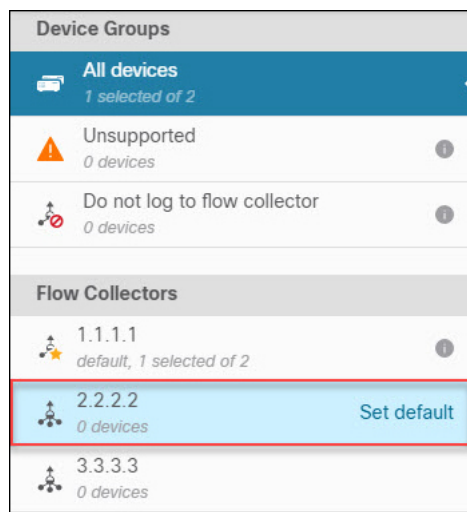 Device Groups
All devices
1 selected of 2
Unsupported
0 devices
Do not log to flow collector
0 devices
Flow Collectors
1.1.1.1
default, 1 selected of 2
2.2.2.2
Set default
0 devices
3.3.3.3
0 devices